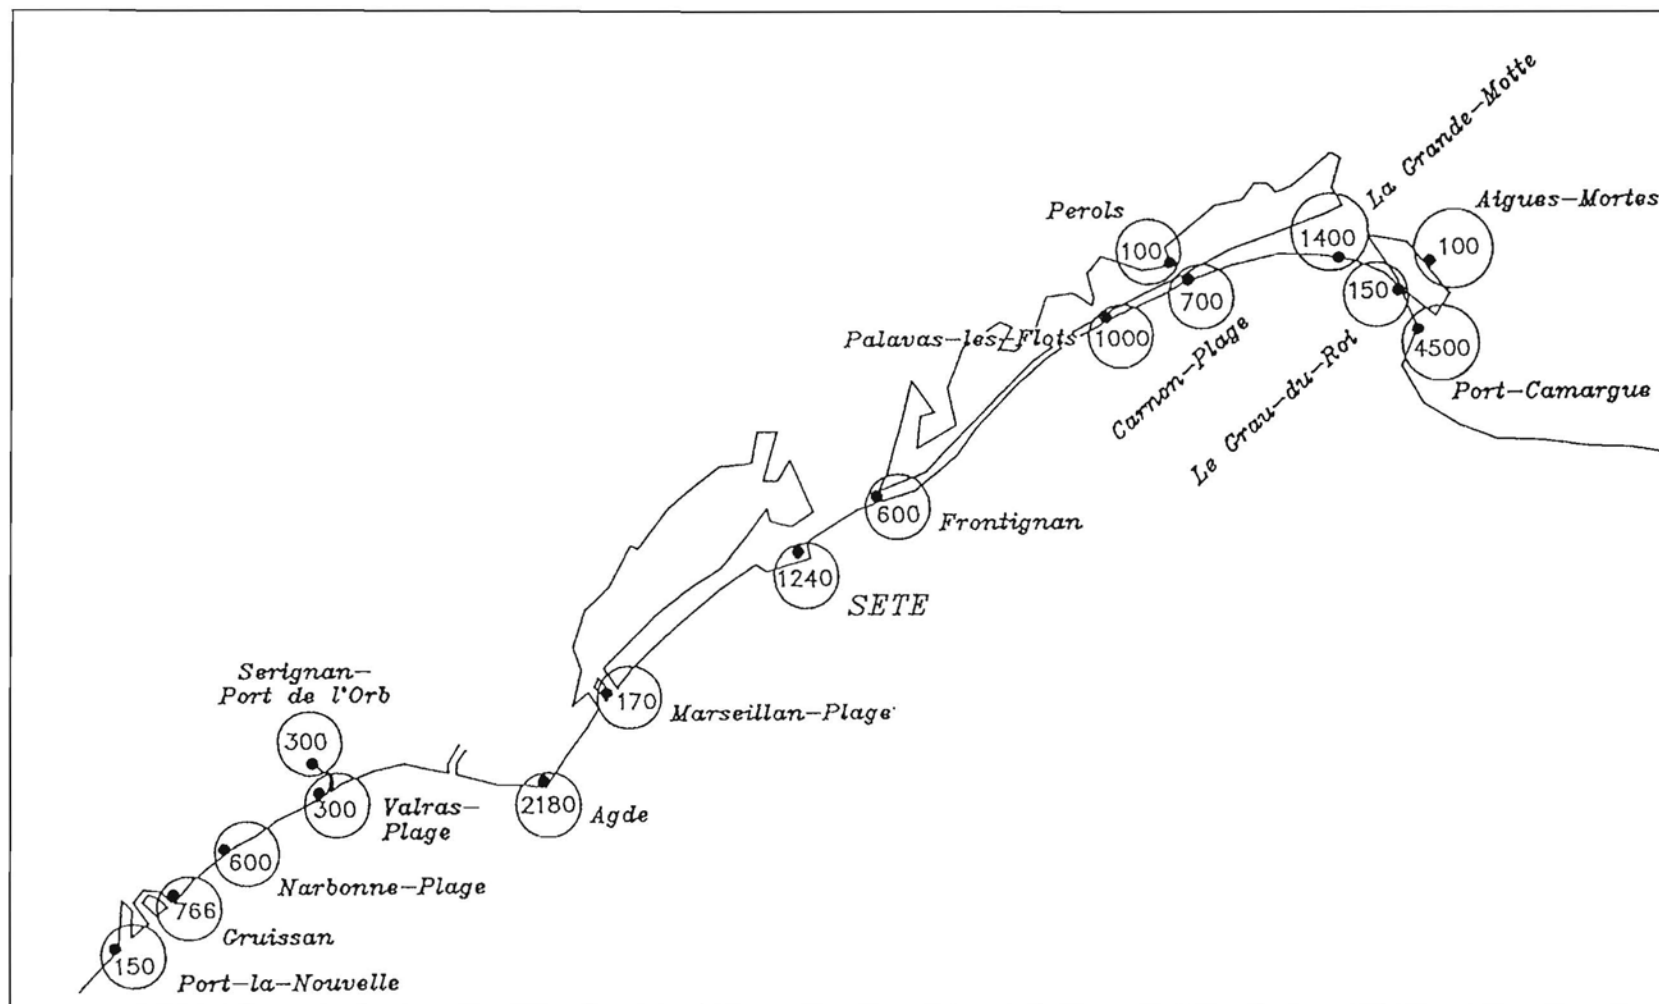 La Grande-Motte
Aigues-Mortes
Perols
1400
100
100
700
150
Palavas-les-Flots
1000
4500
Carnon-Plage
Le Grau-du-Roi
Port-Camargue
600
Frontignan
1240
SETE
Serignan-
Port de l'Orb
170
Marseillan-Plage
300
300
Valras-
Plage
2180
Agde
600
Narbonne-Plage
766
Gruissan
150
Port-la-Nouvelle